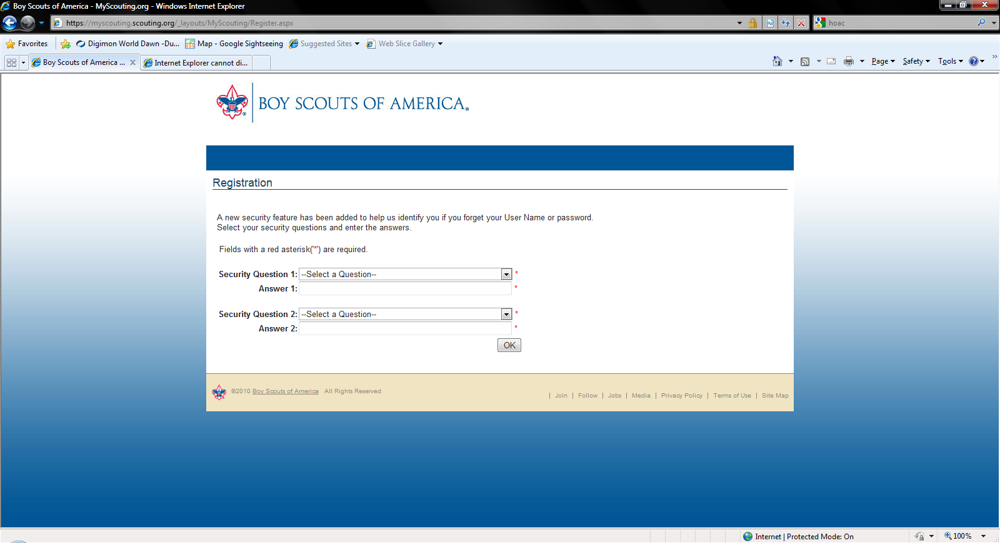 Boy Scouts of America - MyScouting.org - Windows Internet Explorer
https://myscouting.scouting.org/_layouts/MyScouting/Register.aspx
hoac
Favorites
Digimon World Dawn -Du...
Map - Google Sightseeing
Suggested Sites
Web Slice Gallery
Boy Scouts of America ...
Internet Explorer cannot di...
Page
Safety
Tools
»
BOY SCOUTS OF AMERICA®
Registration
A new security feature has been added to help us identify you if you forget your User Name or password.
Select your security questions and enter the answers.
Fields with a red asterisk('*') are required.
Security Question 1: --Select a Question-- *
Answer 1: *
Security Question 2: --Select a Question-- *
Answer 2: *
OK
©2010 Boy Scouts of America All Rights Reserved
| Join | Follow | Jobs | Media | Privacy Policy | Terms of Use | Site Map
Internet | Protected Mode: On
100%